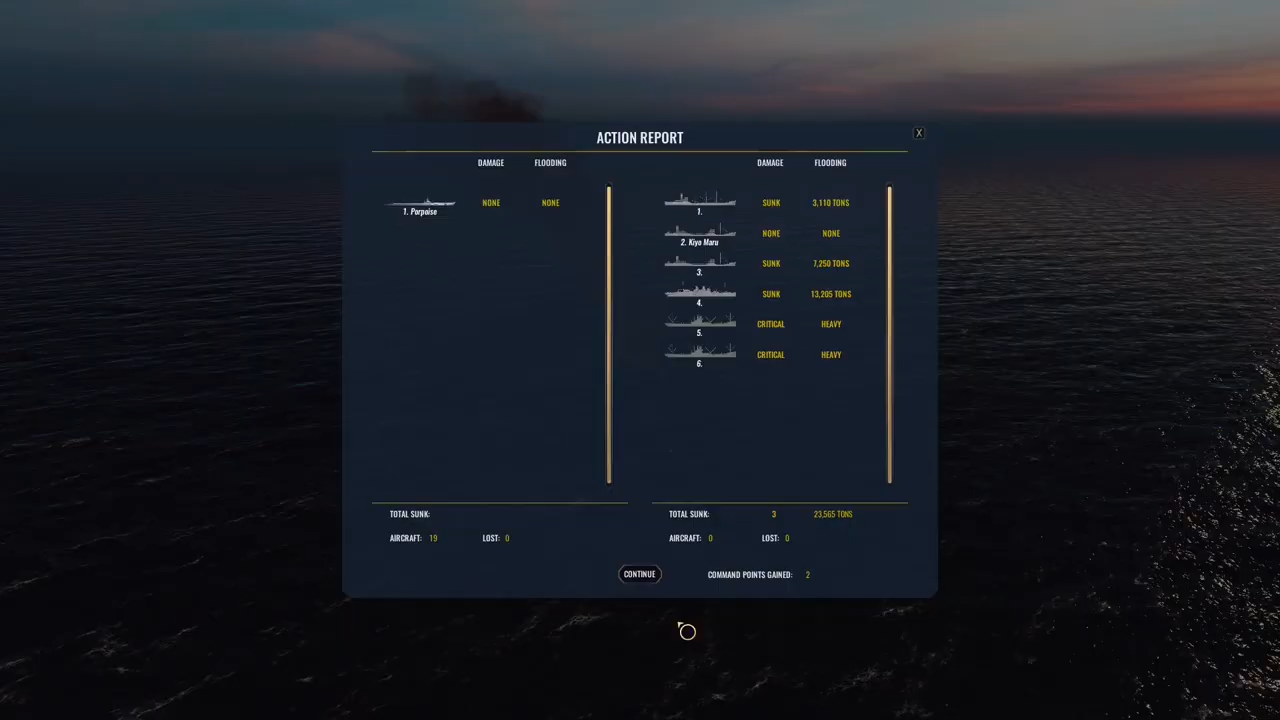 ACTION REPORT
X
DAMAGE FLOODING
1. Porpoise NONE NONE
TOTAL SUNK:
AIRCRAFT: 19 LOST: 0
DAMAGE FLOODING
1. SUNK 3,110 TONS
2. Kiyo Maru NONE NONE
3. SUNK 7,250 TONS
4. SUNK 13,205 TONS
5. CRITICAL HEAVY
6. CRITICAL HEAVY
TOTAL SUNK: 3 23,565 TONS
AIRCRAFT: 0 LOST: 0
CONTINUE
COMMAND POINTS GAINED: 2